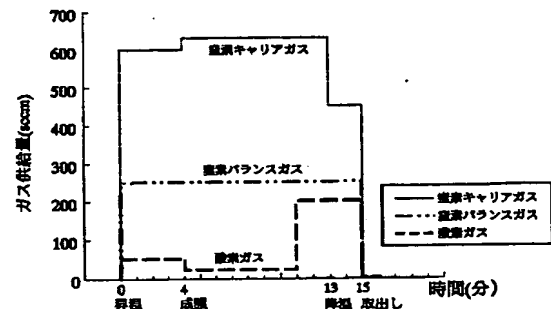 700
600
500
400
300
200
100
0
ガス供給量(sccm)
窒素キャリアガス
窒素バランスガス
酸素ガス
窒素キャリアガス
窒素バランスガス
酸素ガス
0
4
13
15
時間(分)
昇温
成膜
降温
取出し